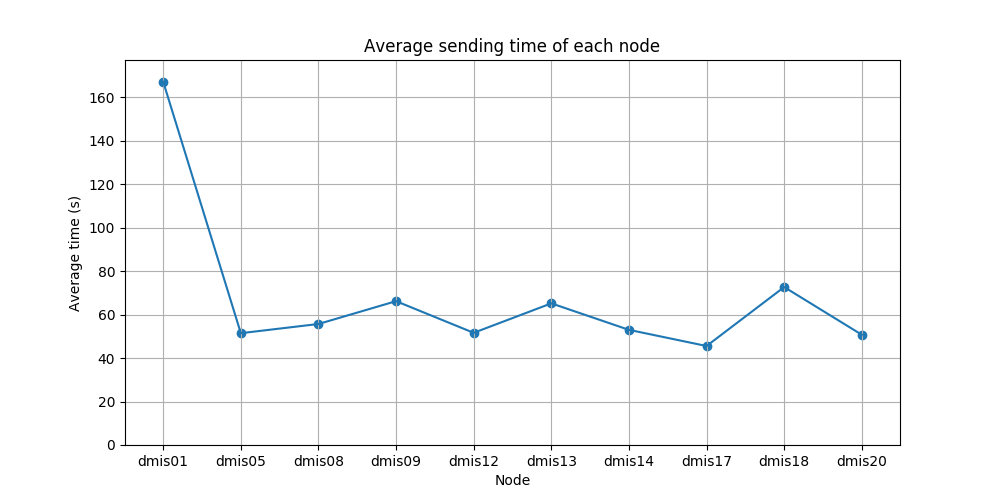 Average sending time of each node
160
140
120
100
80
60
40
20
0
Average time (s)
dmis01 dmis05 dmis08 dmis09 dmis12 dmis13 dmis14 dmis17 dmis18 dmis20
Node